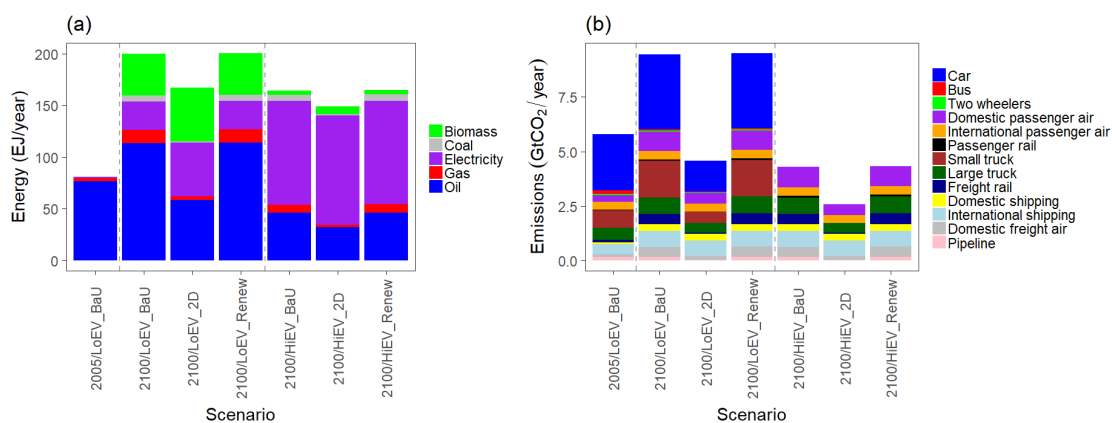 (a)
Energy (EJ/year)
200
150
100
50
0
2005/LoEV_BaU
2100/LoEV_BaU
2100/LoEV_2D
2100/LoEV_Renew
2100/HiEV_BaU
2100/HiEV_2D
2100/HiEV_Renew
Scenario
Biomass
Coal
Electricity
Gas
Oil
(b)
Emissions (GtCO₂/year)
7.5
5.0
2.5
0.0
2005/LoEV_BaU
2100/LoEV_BaU
2100/LoEV_2D
2100/LoEV_Renew
2100/HiEV_BaU
2100/HiEV_2D
2100/HiEV_Renew
Scenario
Car
Bus
Two wheelers
Domestic passenger air
International passenger air
Passenger rail
Small truck
Large truck
Freight rail
Domestic shipping
International shipping
Domestic freight air
Pipeline